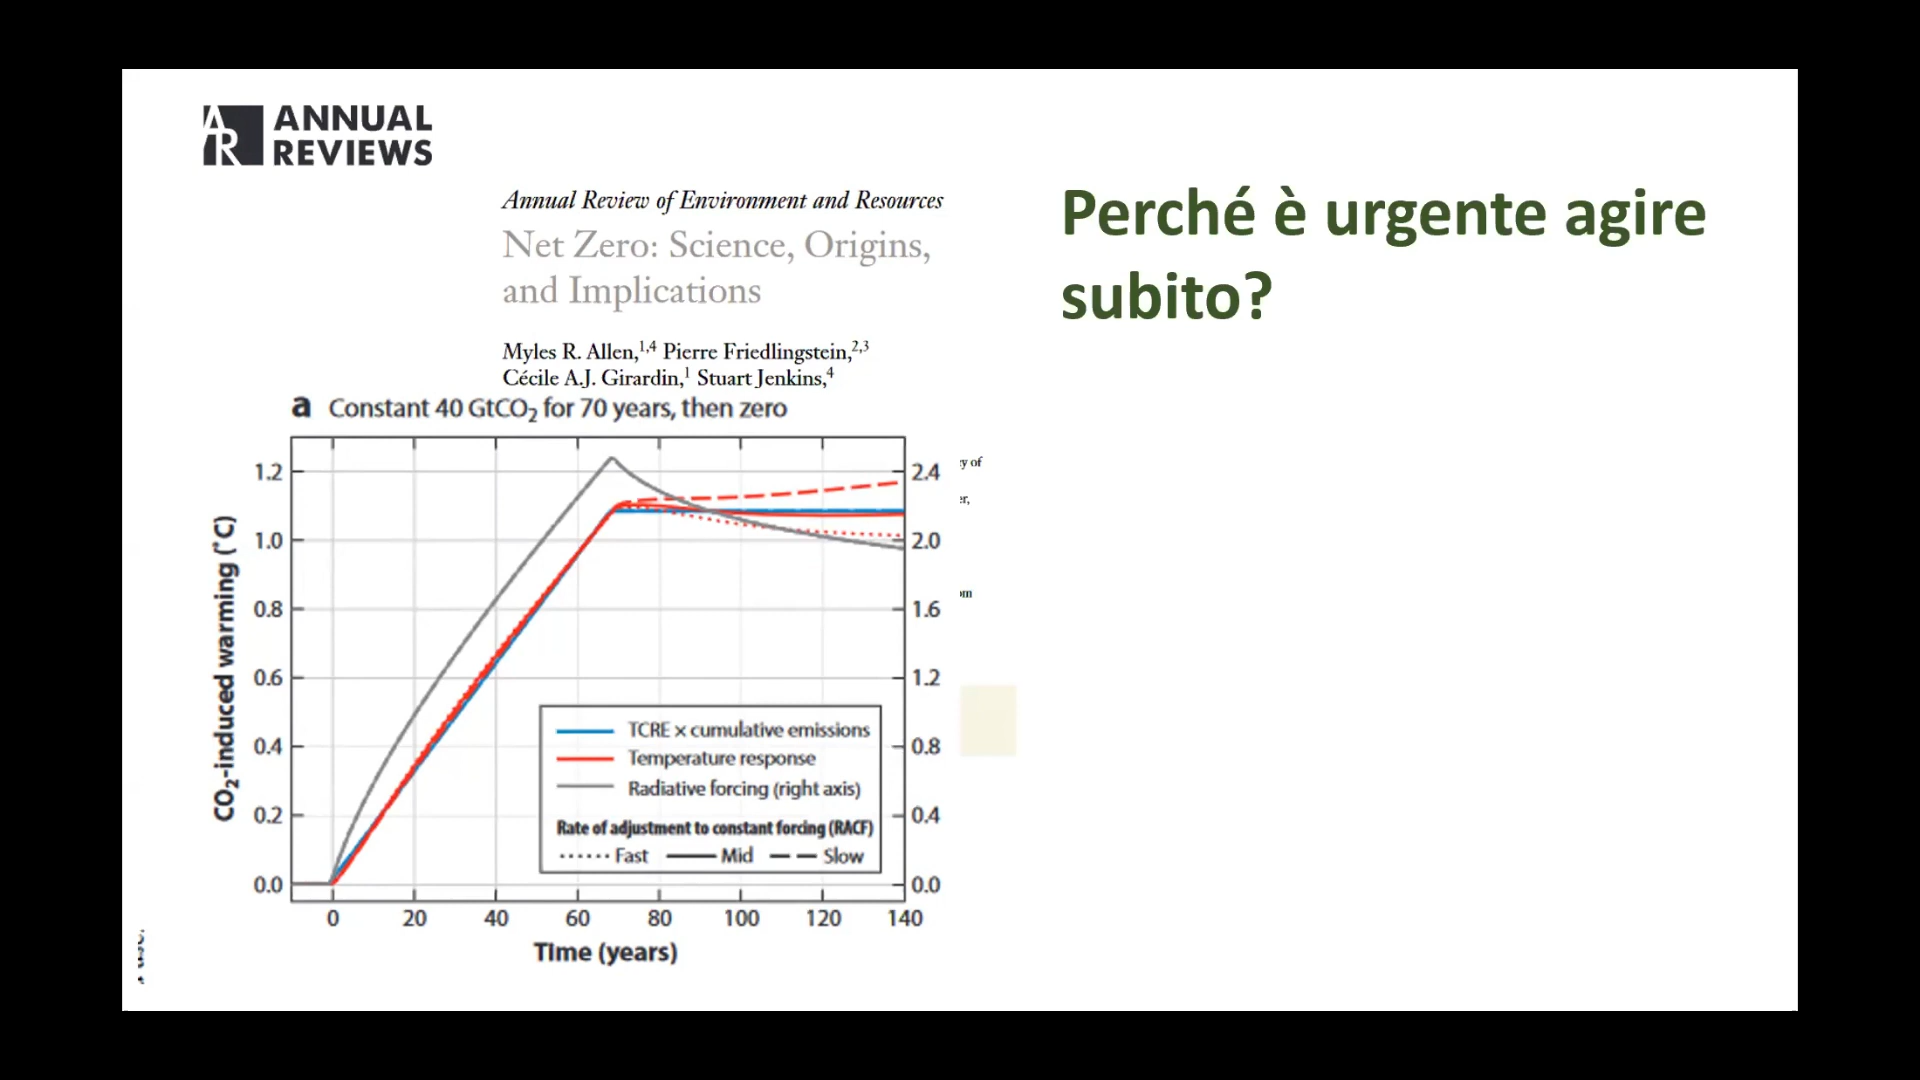 ANNUAL
REVIEWS
Annual Review of Environment and Resources
Net Zero: Science, Origins,
and Implications
Myles R. Allen,1,4 Pierre Friedlingstein,2,3
Cécile A.J. Girardin,1 Stuart Jenkins,4
Perché è urgente agire
subito?
a Constant 40 GtCO2 for 70 years, then zero
CO2-induced warming (°C)
1.2
1.0
0.8
0.6
0.4
0.2
0.0
2.4
2.0
1.6
1.2
0.8
0.4
0.0
TCRE × cumulative emissions
Temperature response
Radiative forcing (right axis)
Rate of adjustment to constant forcing (RACF)
Fast Mid Slow
0 20 40 60 80 100 120 140
Time (years)